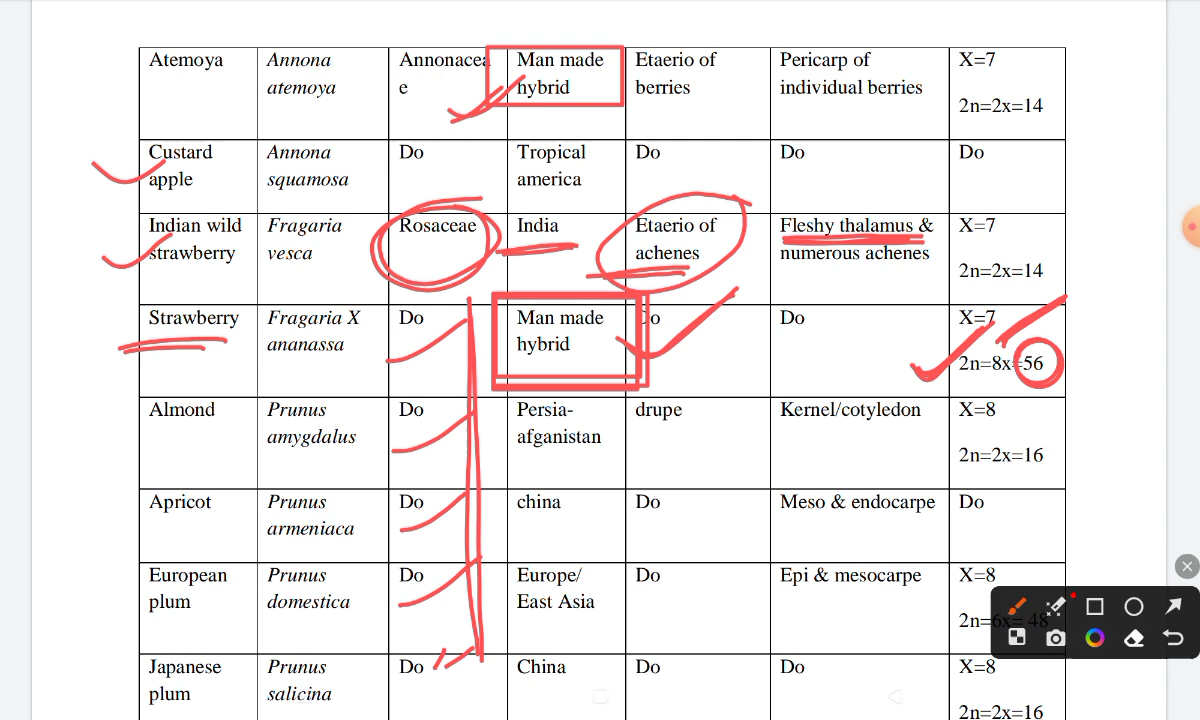 Atemoya
Annona
atemoya
Annonacea
e
Man made
hybrid
Etaerio of
berries
Pericarp of
individual berries
X=7
2n=2x=14
Custard
apple
Annona
squamosa
Do
Tropical
america
Do
Do
Do
Indian wild
strawberry
Fragaria
vesca
Rosaceae
India
Etaerio of
achenes
Fleshy thalamus &
numerous achenes
X=7
2n=2x=14
Strawberry
Fragaria X
ananassa
Do
Man made
hybrid
Do
Do
X=7
2n=8x=56
Almond
Prunus
amygdalus
Do
Persia-
afganistan
drupe
Kernel/cotyledon
X=8
2n=2x=16
Apricot
Prunus
armeniaca
Do
china
Do
Meso & endocarpe
Do
European
plum
Prunus
domestica
Do
Europe/
East Asia
Do
Epi & mesocarpe
X=8
2n=6x= 48
Japanese
plum
Prunus
salicina
Do
China
Do
Do
X=8
2n=2x=16